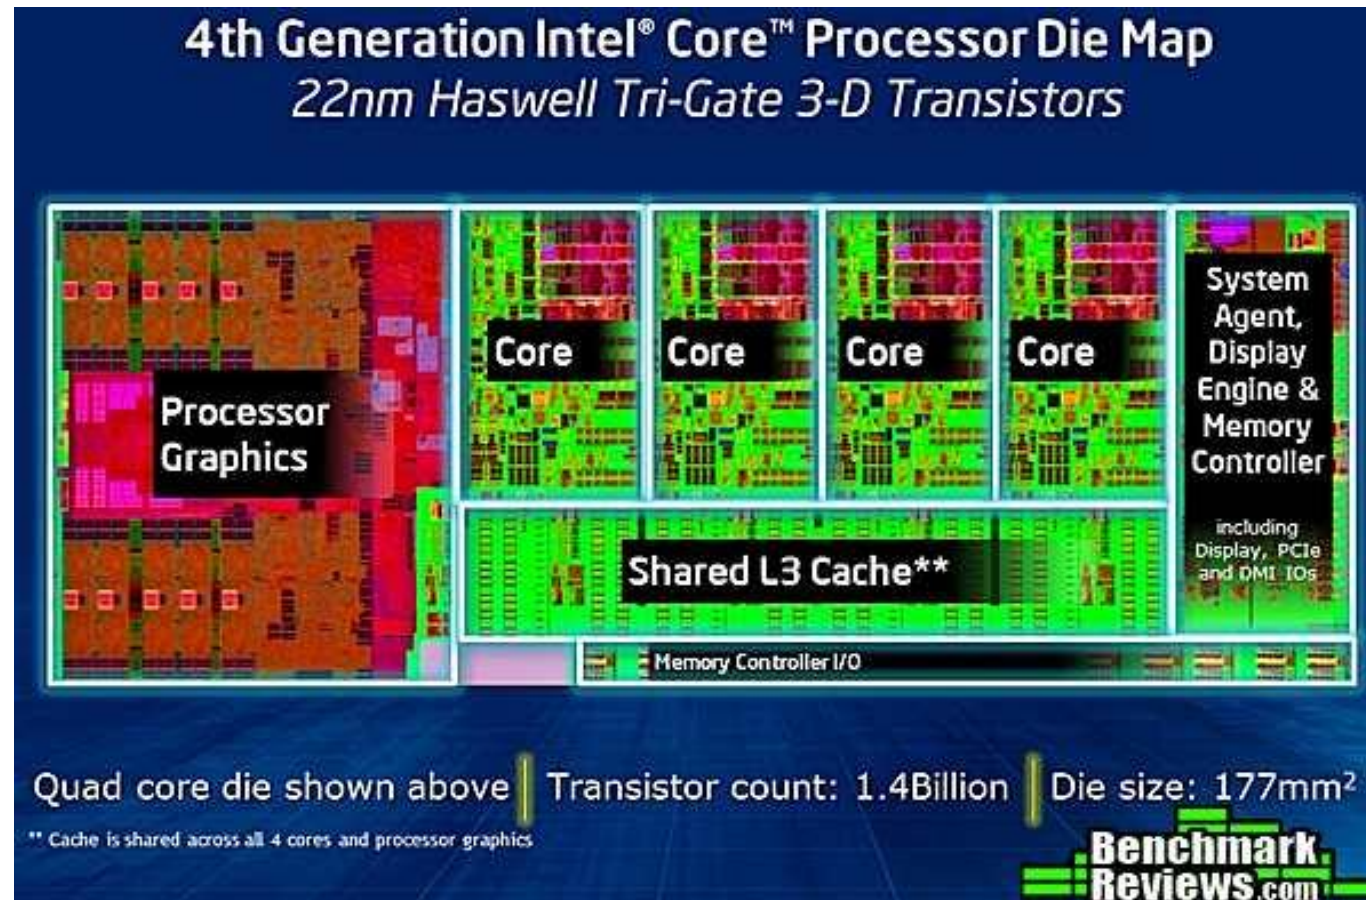 4th Generation Intel® Core™ Processor Die Map
22nm Haswell Tri-Gate 3-D Transistors
Processor
Graphics
Core
Core
Core
Core
System
Agent,
Display
Engine &
Memory
Controller
including
Display, PCIe
and DMI IOs
Shared L3 Cache**
Memory Controller I/O
Quad core die shown above
Transistor count: 1.4Billion
Die size: 177mm²
** Cache is shared across all 4 cores and processor graphics
Benchmark
Reviews.com